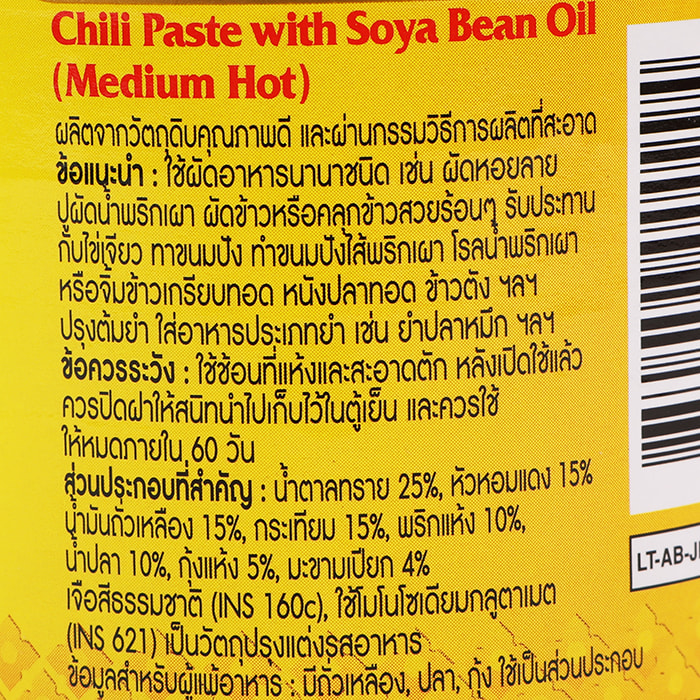 Chili Paste with Soya Bean Oil
(Medium Hot)
ผลิตจากวัตถุดิบคุณภาพดี และผ่านกรรมวิธีการผลิตที่สะอาด
ข้อแนะนำ : ใช้ผัดอาหารนานาชนิด เช่น ผัดหอยลาย
ปูผัดน้ำพริกเผา ผัดข้าวหรือคลุกข้าวสวยร้อนๆ รับประทาน
กับไข่เจียว ทาขนมปัง ทำขนมปังไส้พริกเผา โรลน้ำพริกเผา
หรือจิ้มข้าวเกรียบทอด หนังปลาทอด ข้าวตัง ฯลฯ
ปรุงต้มยำ ใส่อาหารประเภทยำ เช่น ยำปลาหมึก ฯลฯ
ข้อควรระวัง : ใช้ช้อนที่แห้งและสะอาดตัก หลังเปิดใช้แล้ว
ควรปิดฝาให้สนิทนำไปเก็บไว้ในตู้เย็น และควรใช้
ให้หมดภายใน 60 วัน
ส่วนประกอบที่สำคัญ : น้ำตาลทราย 25%, หัวหอมแดง 15%
น้ำมันถั่วเหลือง 15%, กระเทียม 15%, พริกแห้ง 10%,
น้ำปลา 10%, กุ้งแห้ง 5%, มะขามเปียก 4%
เจือสีธรรมชาติ (INS 160c), ใช้โมโนโซเดียมกลูตาเมต
(INS 621) เป็นวัตถุปรุงแต่งรสอาหาร
ข้อมูลสำหรับผู้แพ้อาหาร : มีถั่วเหลือง, ปลา, กุ้ง ใช้เป็นส่วนประกอบ
LT-AB-J